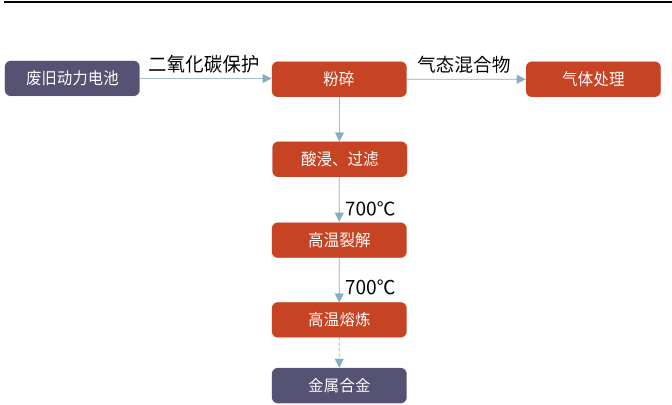 废旧动力电池
二氧化碳保护
粉碎
气态混合物
气体处理
酸浸、过滤
700℃
高温裂解
700℃
高温熔炼
金属合金